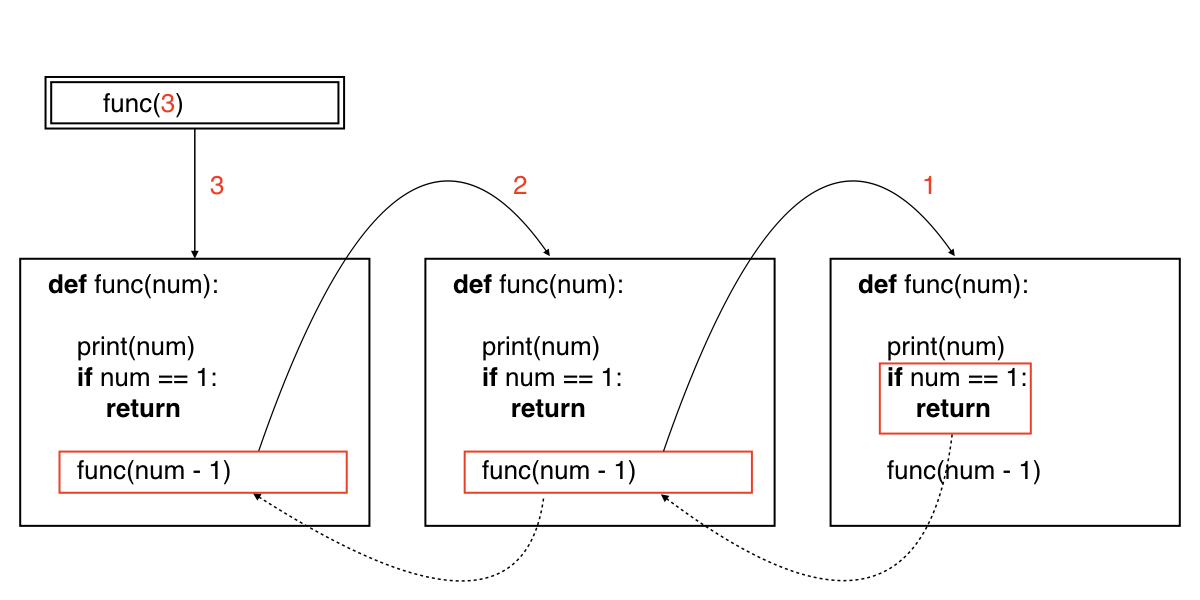 func(3)
3
2
1
def func(num):
print(num)
if num == 1:
return
func(num - 1)
def func(num):
print(num)
if num == 1:
return
func(num - 1)
def func(num):
print(num)
if num == 1:
return
func(num - 1)